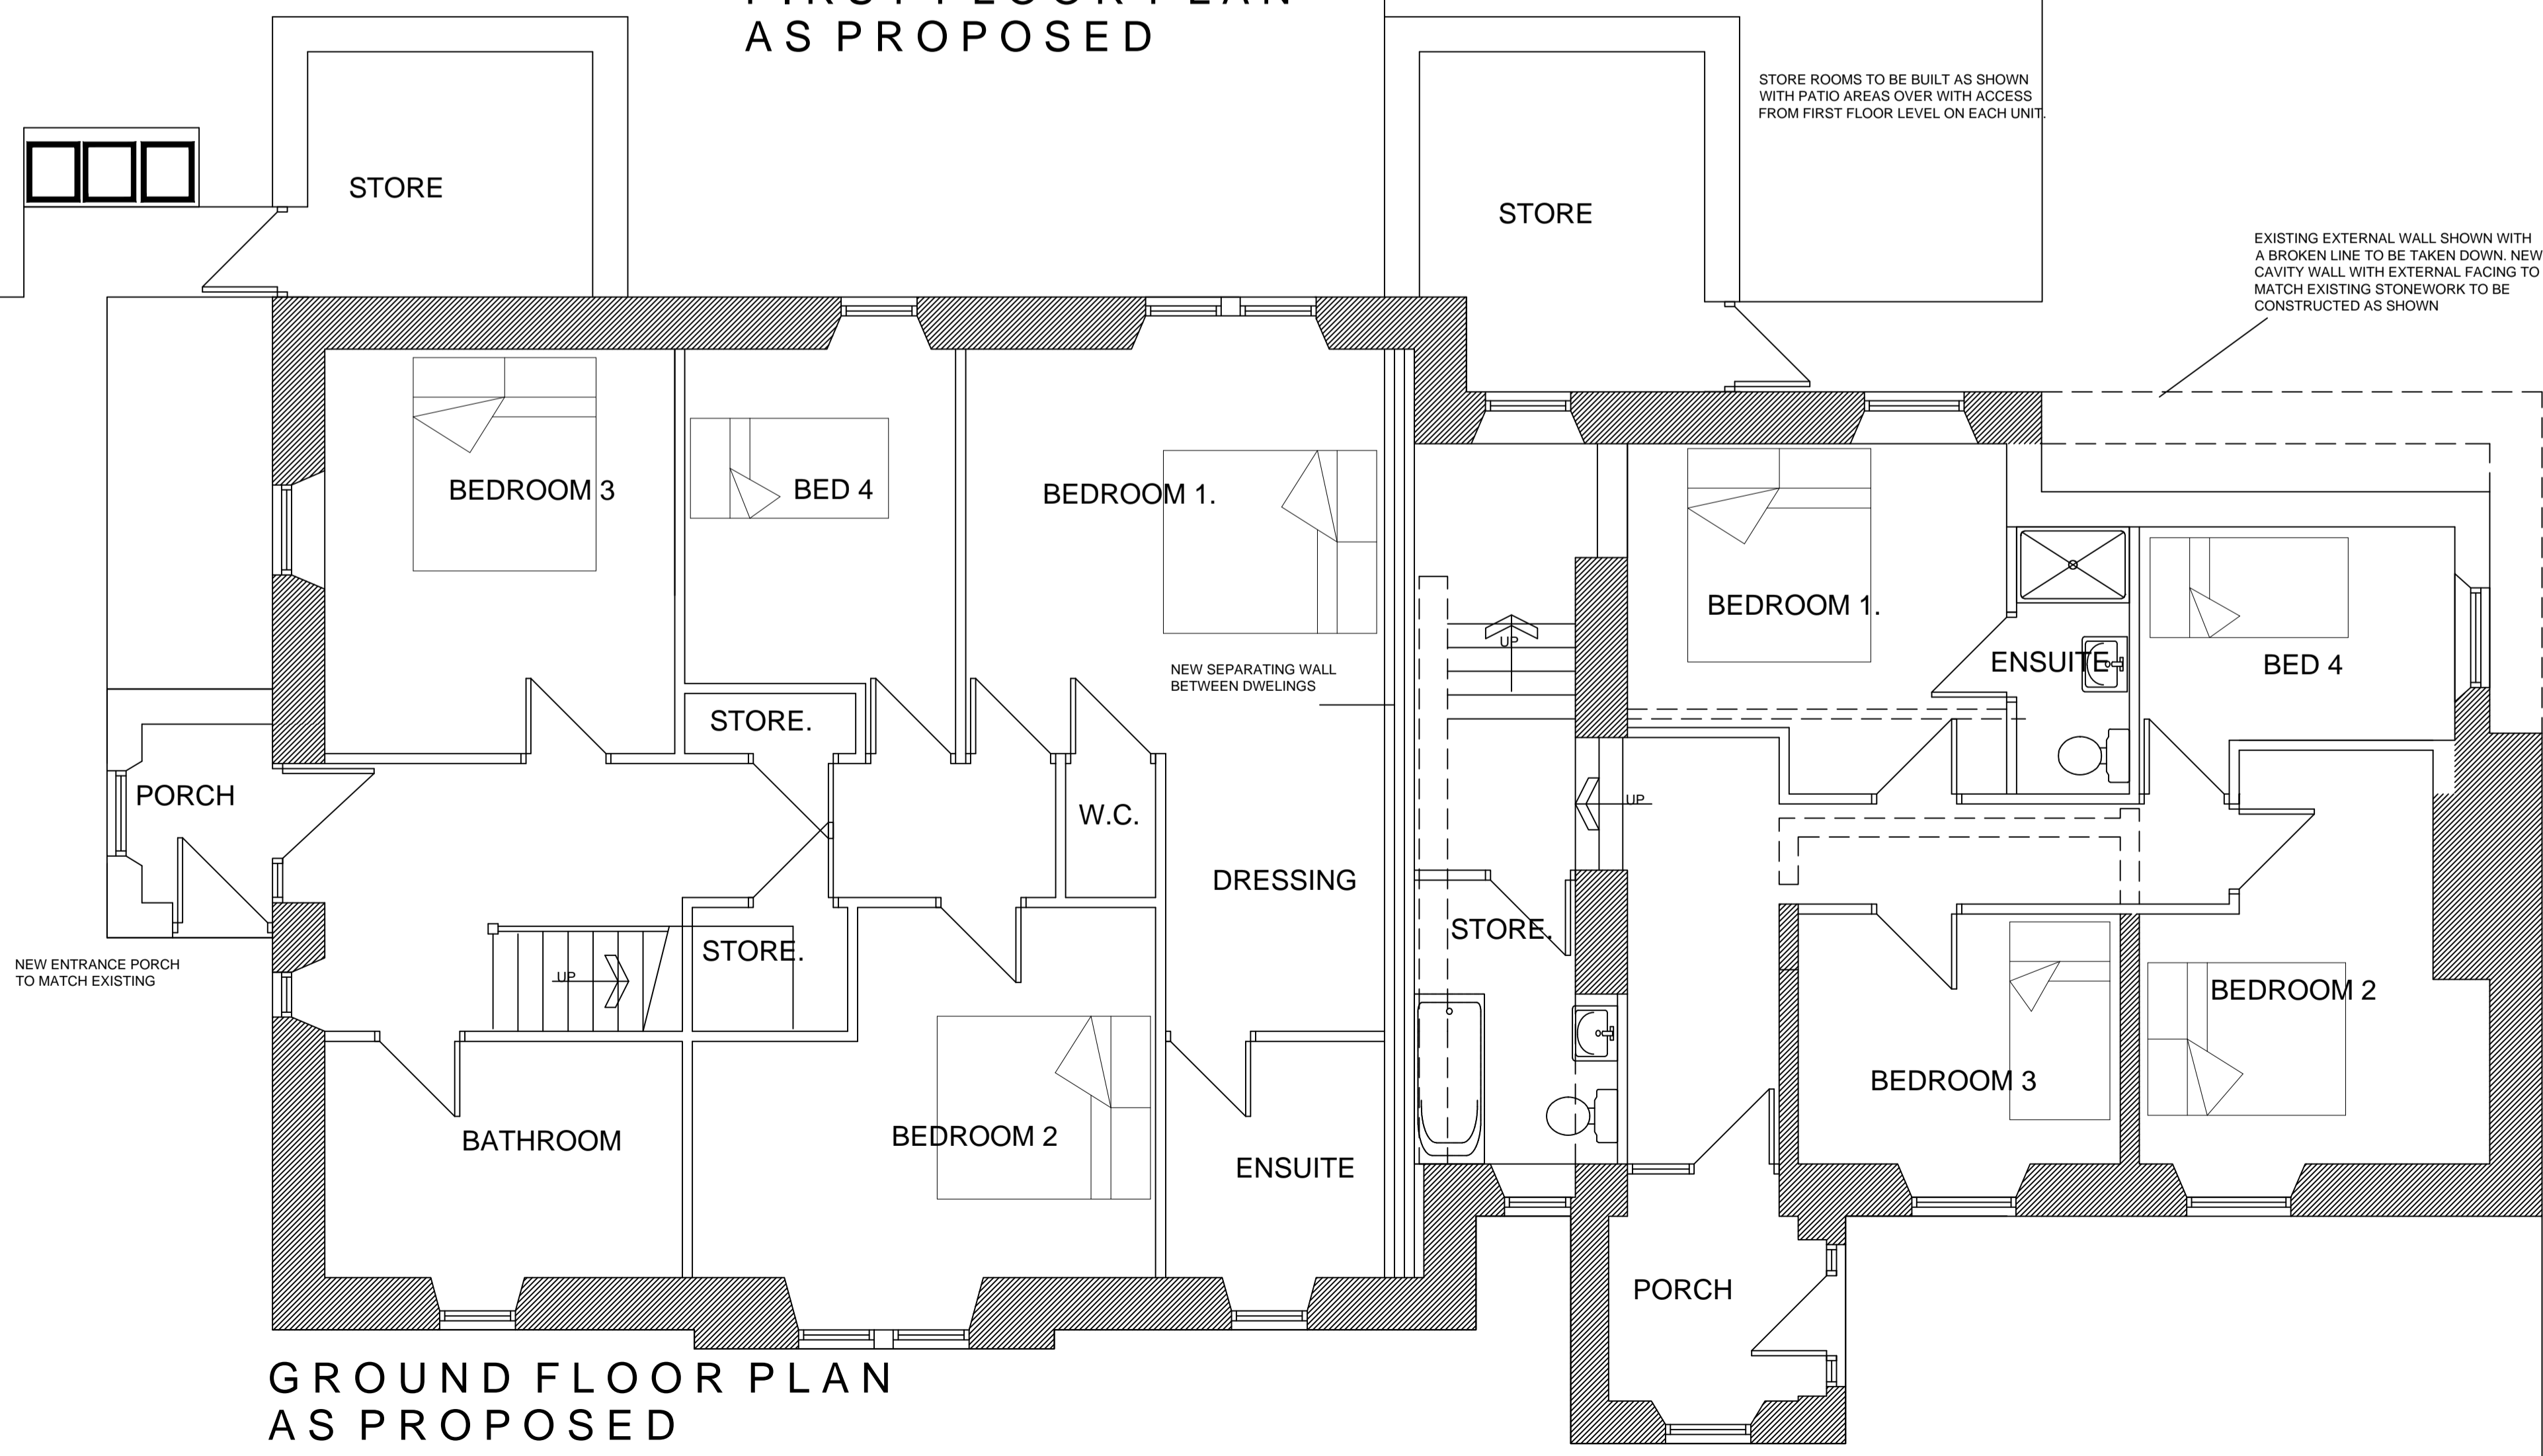 FIRST FLOOR PLAN
AS PROPOSED
STORE ROOMS TO BE BUILT AS SHOWN
WITH PATIO AREAS OVER WITH ACCESS
FROM FIRST FLOOR LEVEL ON EACH UNIT.
STORE
STORE
EXISTING EXTERNAL WALL SHOWN WITH
A BROKEN LINE TO BE TAKEN DOWN. NEW
CAVITY WALL WITH EXTERNAL FACING TO
MATCH EXISTING STONEWORK TO BE
CONSTRUCTED AS SHOWN
BEDROOM 3
BED 4
BEDROOM 1.
BEDROOM 1.
UP
ENSUITE
BED 4
NEW SEPARATING WALL
BETWEEN DWELINGS
STORE.
PORCH
UP
W.C.
DRESSING
STORE.
STORE.
NEW ENTRANCE PORCH
TO MATCH EXISTING
UP
BEDROOM 2
BEDROOM 3
BATHROOM
BEDROOM 2
ENSUITE
PORCH
GROUND FLOOR PLAN
AS PROPOSED